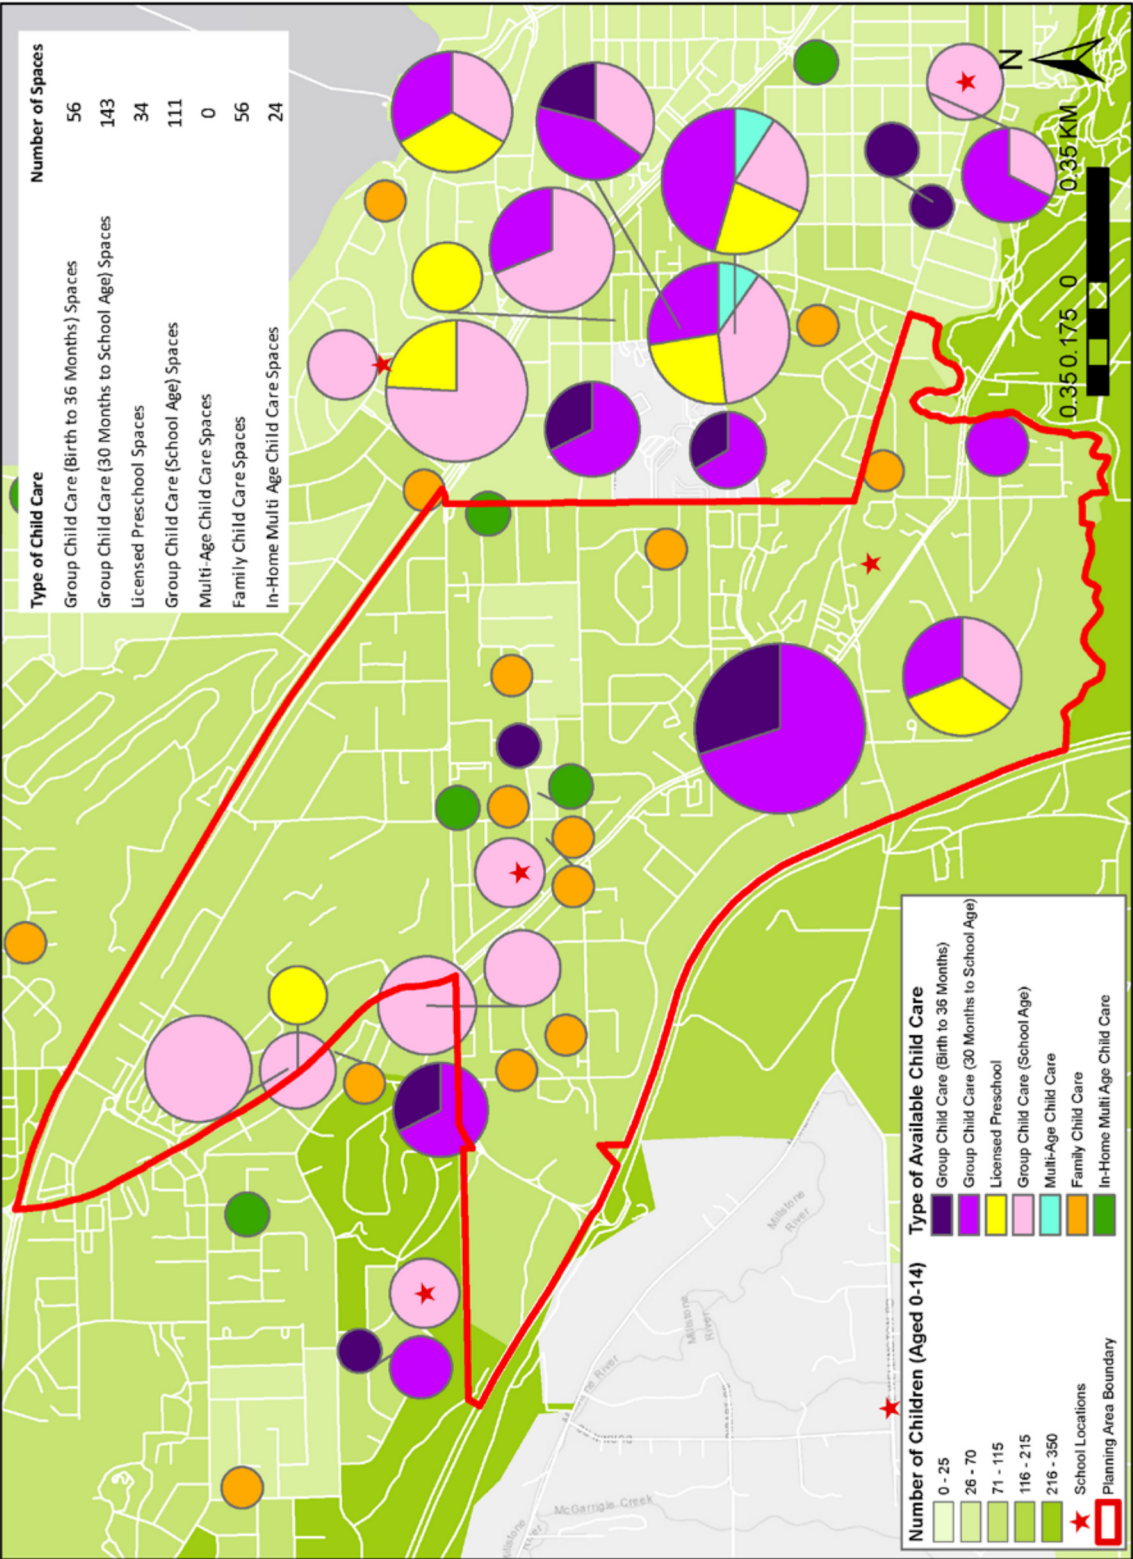 Type of Child Care Number of Spaces
Group Child Care (Birth to 36 Months) Spaces 56
Group Child Care (30 Months to School Age) Spaces 143
Licensed Preschool Spaces 34
Group Child Care (School Age) Spaces 111
Multi-Age Child Care Spaces 0
Family Child Care Spaces 56
In-Home Multi Age Child Care Spaces 24
N
0.35 0.175 0 0.35 KM
Millstone
River
Millstone
River
River
McGarrigle Creek
Millstone
River
Number of Children (Aged 0-14)
0 - 25
26 - 70
71 - 115
116 - 215
216 - 350
School Locations
Planning Area Boundary
Type of Available Child Care
Group Child Care (Birth to 36 Months)
Group Child Care (30 Months to School Age)
Licensed Preschool
Group Child Care (School Age)
Multi-Age Child Care
Family Child Care
In-Home Multi Age Child Care